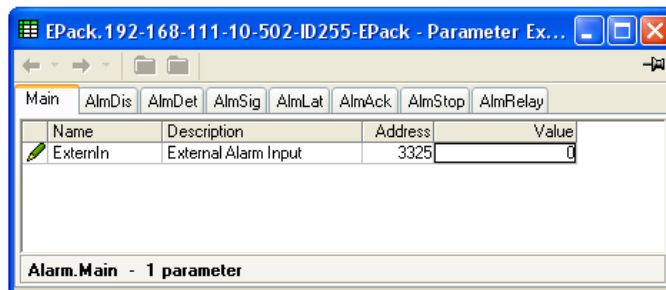 EPack.192-168-111-10-502-ID255-EPack - Parameter Ex...
Main AlmDis AlmDet AlmSig AlmLat AlmAck AlmStop AlmRelay
Name Description Address Value
ExternIn External Alarm Input 3325 0
Alarm.Main - 1 parameter